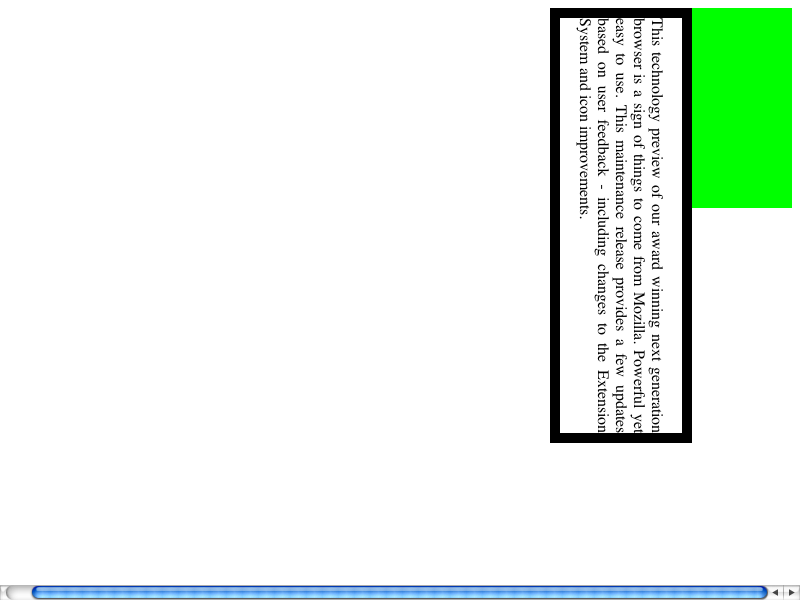 This technology preview of our award winning next generation
browser is a sign of things to come from Mozilla. Powerful yet
easy to use. This maintenance release provides a few updates
based on user feedback - including changes to the Extension
System and icon improvements.